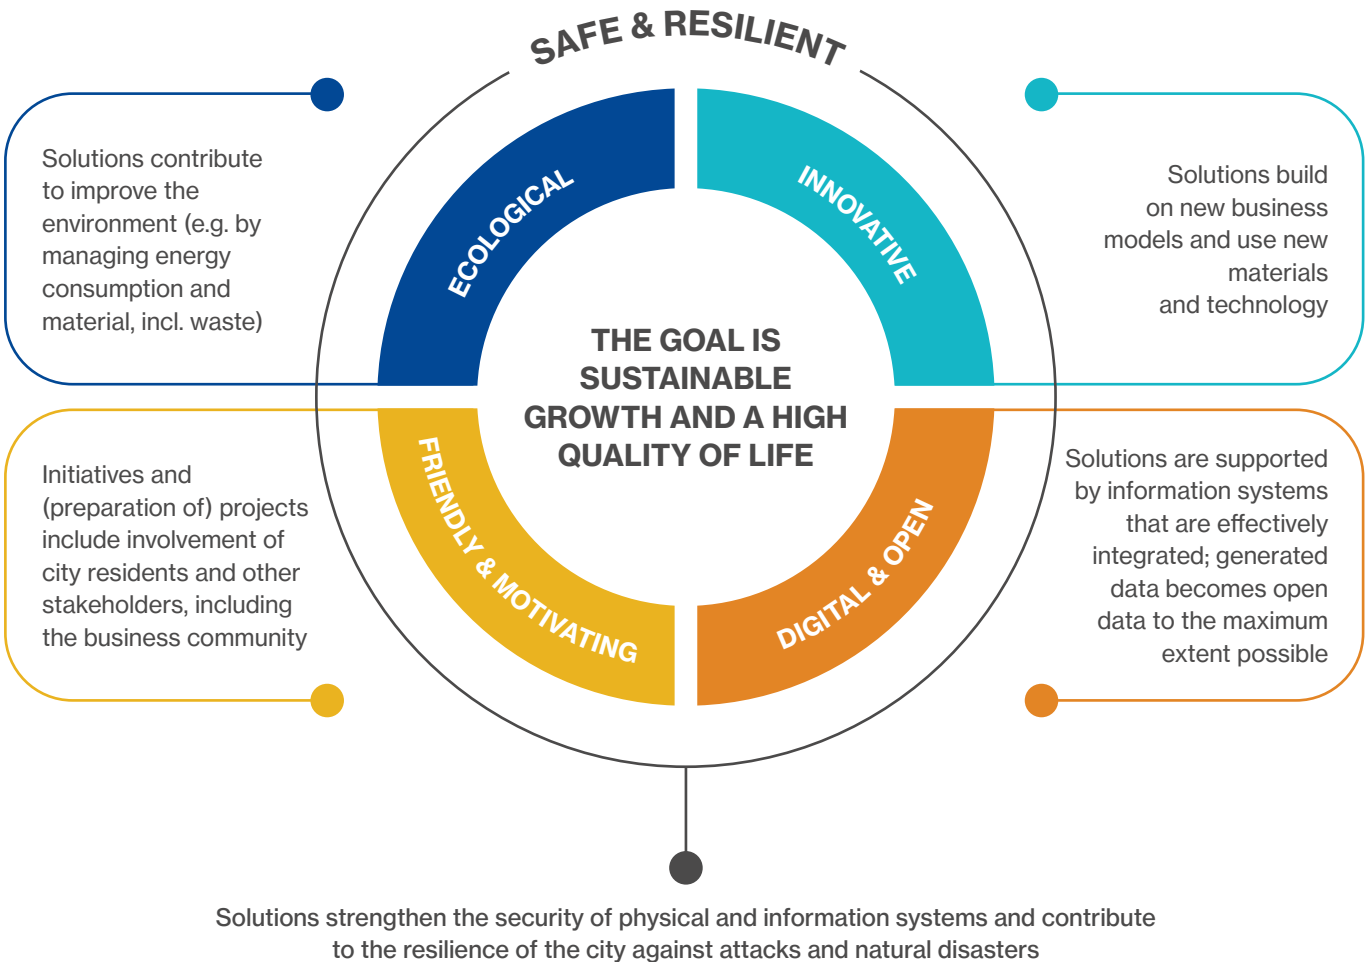 SAFE & RESILIENT
Solutions contribute
to improve the
environment (e.g. by
managing energy
consumption and
material, incl. waste)
ECOLOGICAL
INNOVATIVE
Solutions build
on new business
models and use new
materials
and technology
THE GOAL IS
SUSTAINABLE
GROWTH AND A HIGH
QUALITY OF LIFE
Initiatives and
(preparation of) projects
include involvement of
city residents and other
stakeholders, including
the business community
FRIENDLY & MOTIVATING
DIGITAL & OPEN
Solutions are supported
by information systems
that are effectively
integrated; generated
data becomes open
data to the maximum
extent possible
Solutions strengthen the security of physical and information systems and contribute
to the resilience of the city against attacks and natural disasters